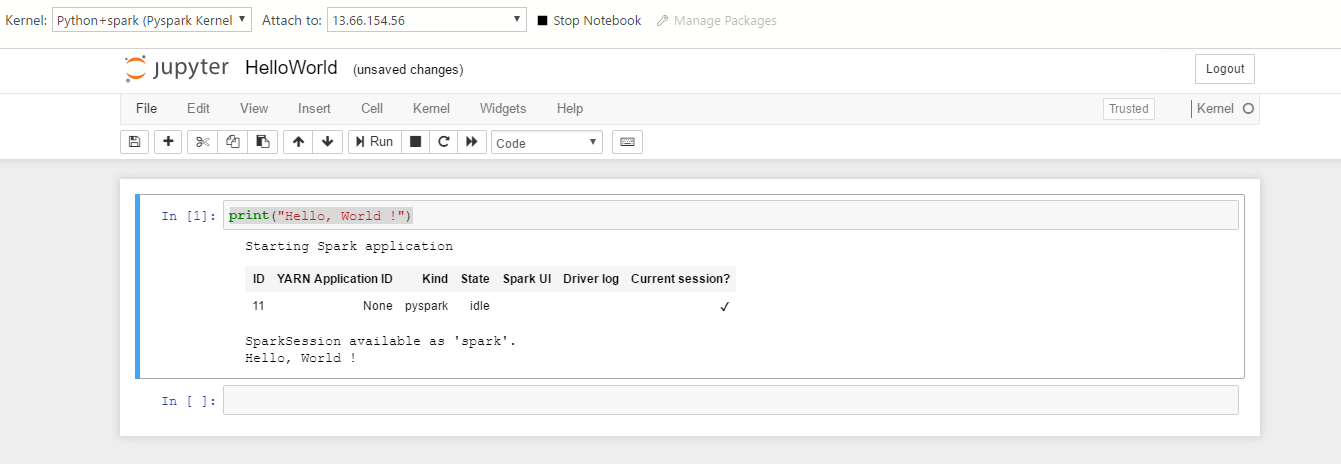 Kernel: Python+spark (Pyspark Kernel Attach to: 13.66.154.56 Stop Notebook Manage Packages
jupyter HelloWorld (unsaved changes) Logout
File Edit View Insert Cell Kernel Widgets Help Trusted Kernel
Run Code
In [1]: print("Hello, World !")
Starting Spark application
ID YARN Application ID Kind State Spark UI Driver log Current session?
11 None pyspark idle ✓
SparkSession available as 'spark'.
Hello, World !
In [ ]: